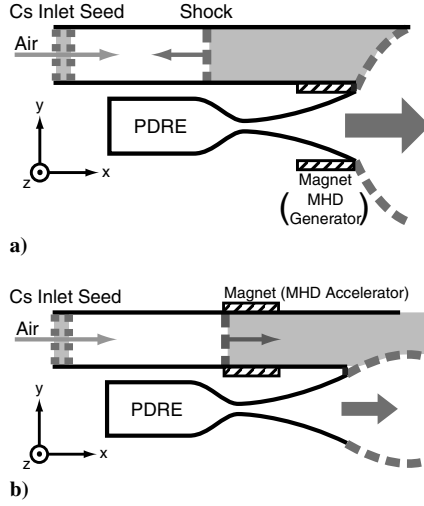 Cs Inlet Seed Shock
Air
PDRE
y
z x
Magnet
( MHD )
Generator
a)
Cs Inlet Seed Magnet (MHD Accelerator)
Air
PDRE
y
z x
b)